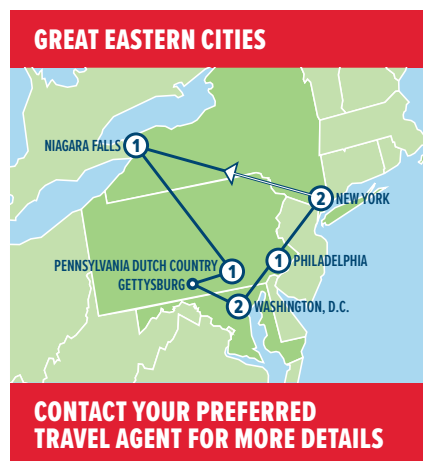 GREAT EASTERN CITIES
NIAGARA FALLS 1
2 NEW YORK
1 PHILADELPHIA
PENNSYLVANIA DUTCH COUNTRY 1
GETTYSBURG
2 WASHINGTON, D.C.
CONTACT YOUR PREFERRED
TRAVEL AGENT FOR MORE DETAILS